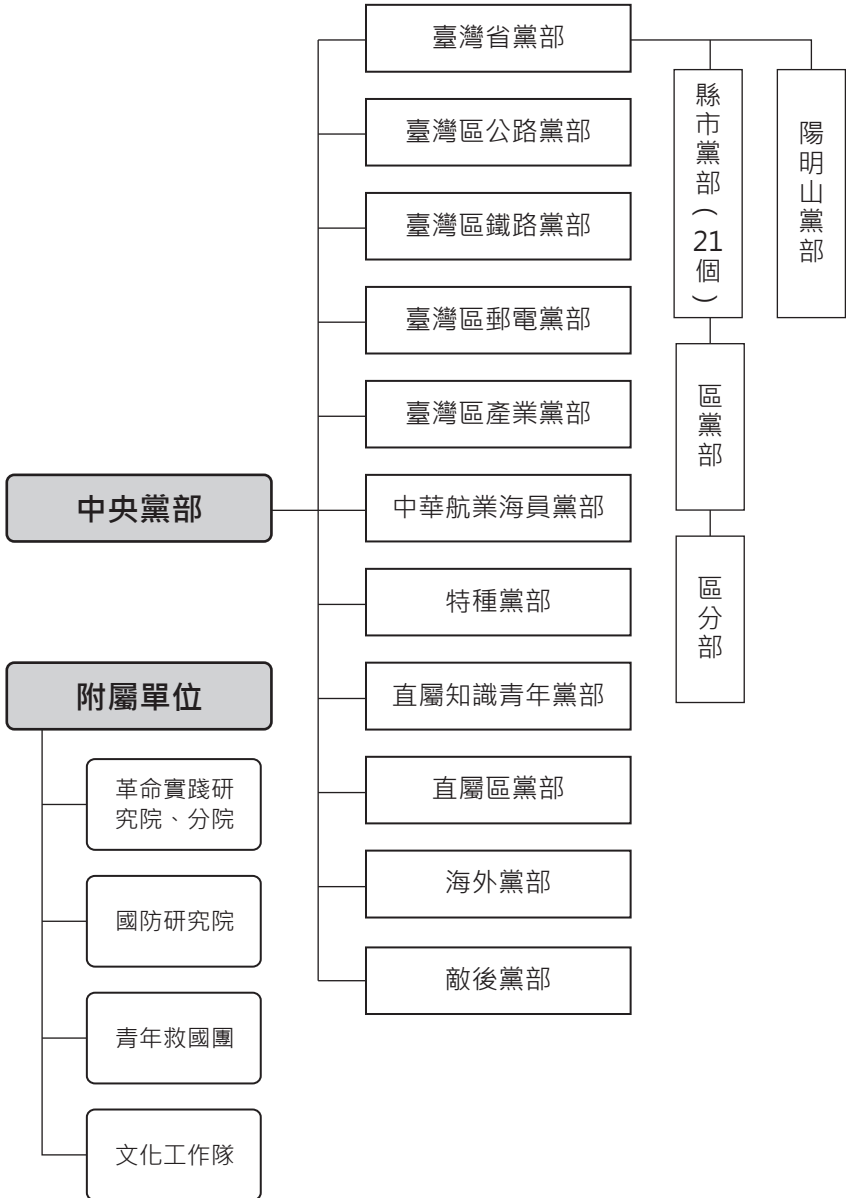 臺灣省黨部
縣市黨部（21個）
陽明山黨部
臺灣區公路黨部
臺灣區鐵路黨部
臺灣區郵電黨部
臺灣區產業黨部
區黨部
中央黨部
中華航業海員黨部
區分部
特種黨部
附屬單位
直屬知識青年黨部
革命實踐研
究院、分院
直屬區黨部
國防研究院
海外黨部
敵後黨部
青年救國團
文化工作隊